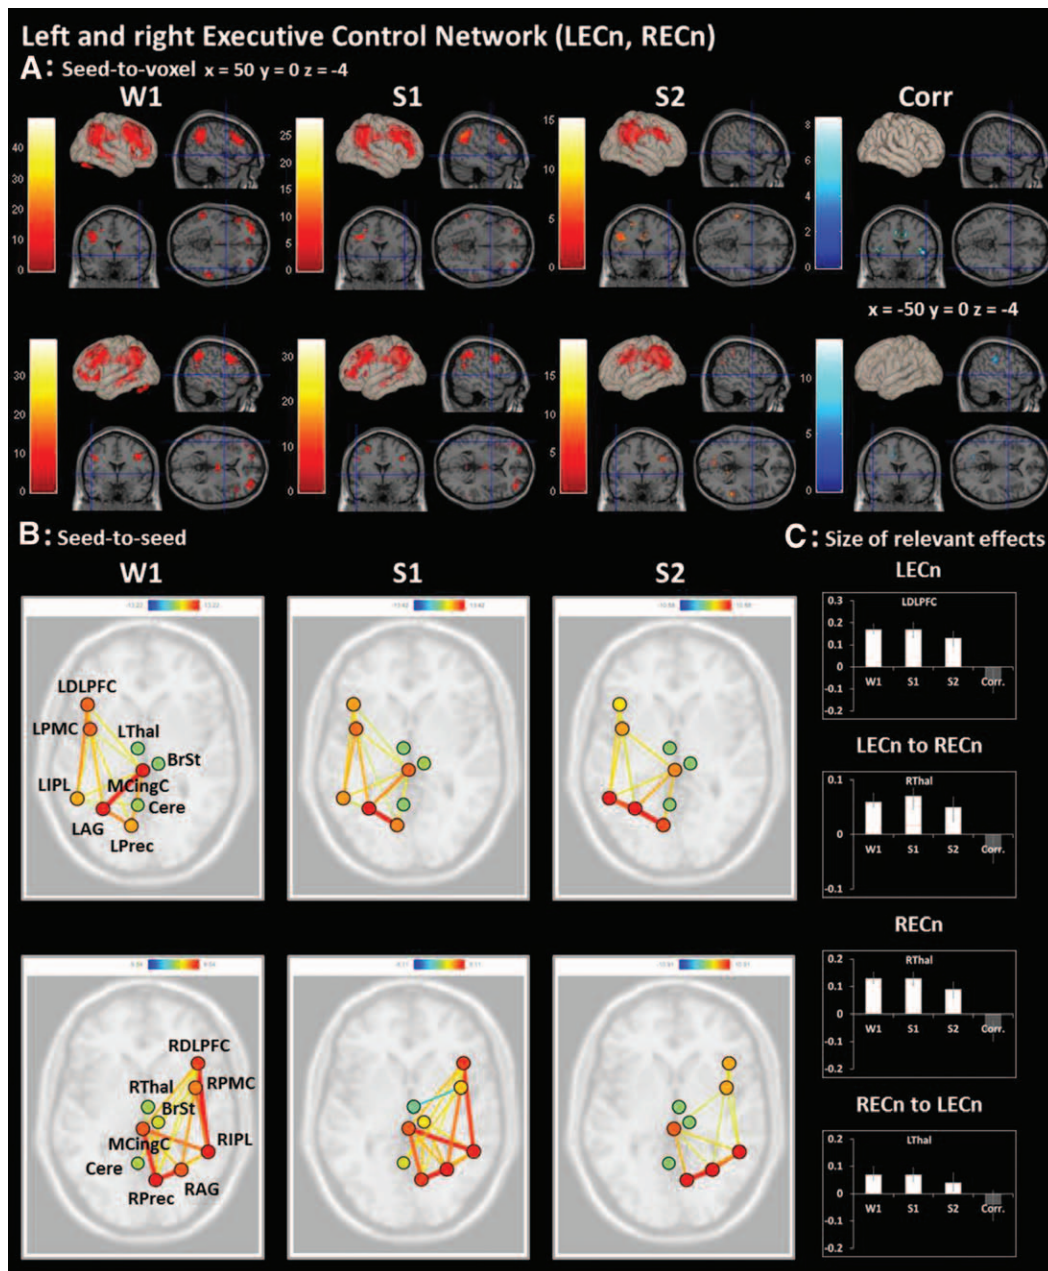 Left and right Executive Control Network (LECn, RECn)
A: Seed-to-voxel x = 50 y = 0 z = -4
W1 S1 S2 Corr
40
30
20
10
0
25
20
15
10
5
0
15
10
5
0
8
6
4
2
0
x = -50 y = 0 z = -4
30
20
10
0
30
20
10
0
15
10
5
0
10
5
0
B: Seed-to-seed
C: Size of relevant effects
W1 S1 S2
LDLPFC
LPMC
LThal
BrSt
LIPL
MCingC
Cere
LAG
LPrec
LECn
LDLPFC
0.3
0.2
0.1
0
-0.1
-0.2
W1 S1 S2 Corr.
LECn to RECn
RThal
0.1
0
-0.1
W1 S1 S2 Corr.
RDLPFC
RThal
RPMC
BrSt
MCingC
RIPL
Cere
RAG
RPrec
RECn
RThal
0.2
0.1
0
-0.1
-0.2
W1 S1 S2 Corr.
RECn to LECn
LThal
0.2
0.1
0
-0.1
-0.2
W1 S1 S2 Corr.